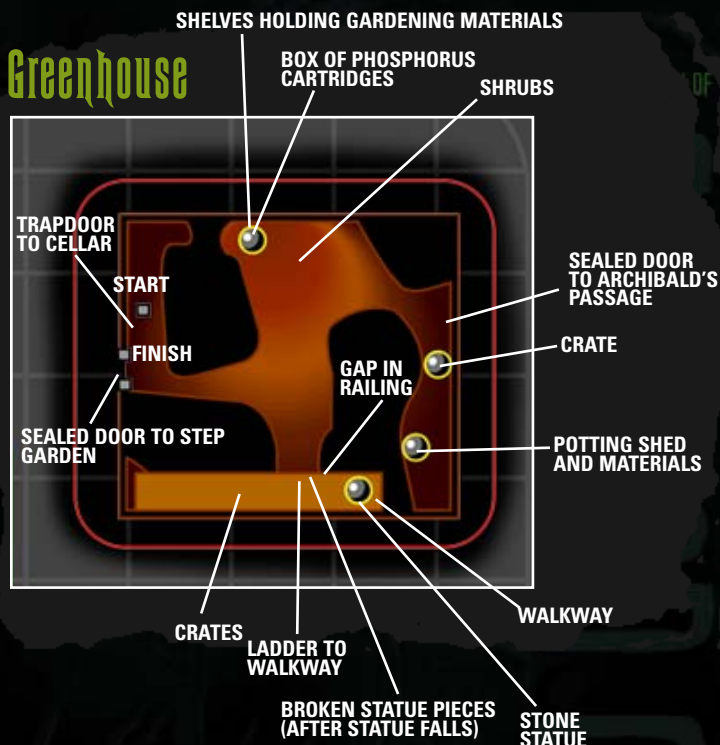 SHELVES HOLDING GARDENING MATERIALS
Greenhouse
BOX OF PHOSPHORUS
CARTRIDGES
SHRUBS
OF
TRAPDOOR
TO CELLAR
START
SEALED DOOR
TO ARCHIBALD'S
PASSAGE
FINISH
CRATE
GAP IN
RAILING
SEALED DOOR TO STEP
GARDEN
POTTING SHED
AND MATERIALS
WALKWAY
CRATES
LADDER TO
WALKWAY
BROKEN STATUE PIECES
(AFTER STATUE FALLS)
STONE
STATUE